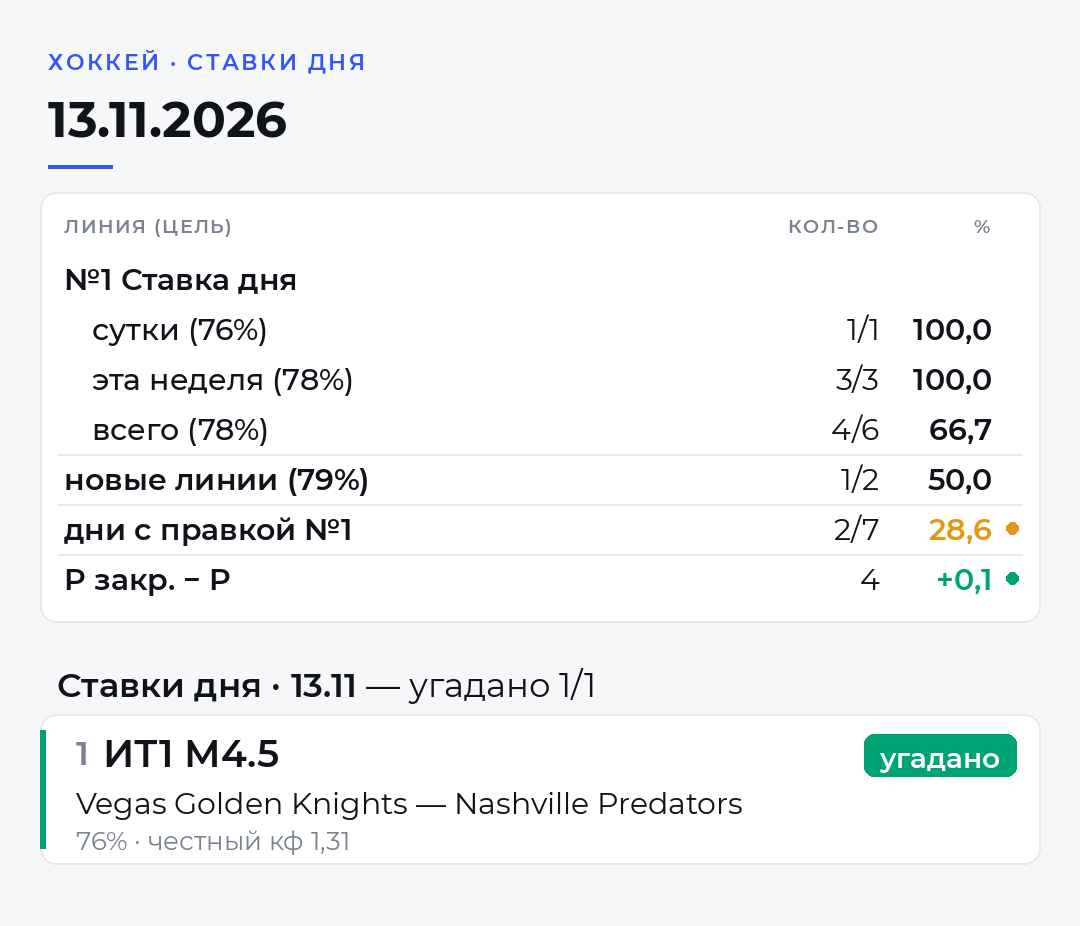 ХОККЕЙ · СТАВКИ ДНЯ
13.11.2026
ЛИНИЯ (ЦЕЛЬ) КОЛ-ВО %
№1 Ставка дня
сутки (76%) 1/1 100,0
эта неделя (78%) 3/3 100,0
всего (78%) 4/6 66,7
новые линии (79%) 1/2 50,0
дни с правкой №1 2/7 28,6
Р закр. − Р 4 +0,1
Ставки дня · 13.11 — угадано 1/1
1 ИТ1 М4.5 угадано
Vegas Golden Knights — Nashville Predators
76% · честный кф 1,31